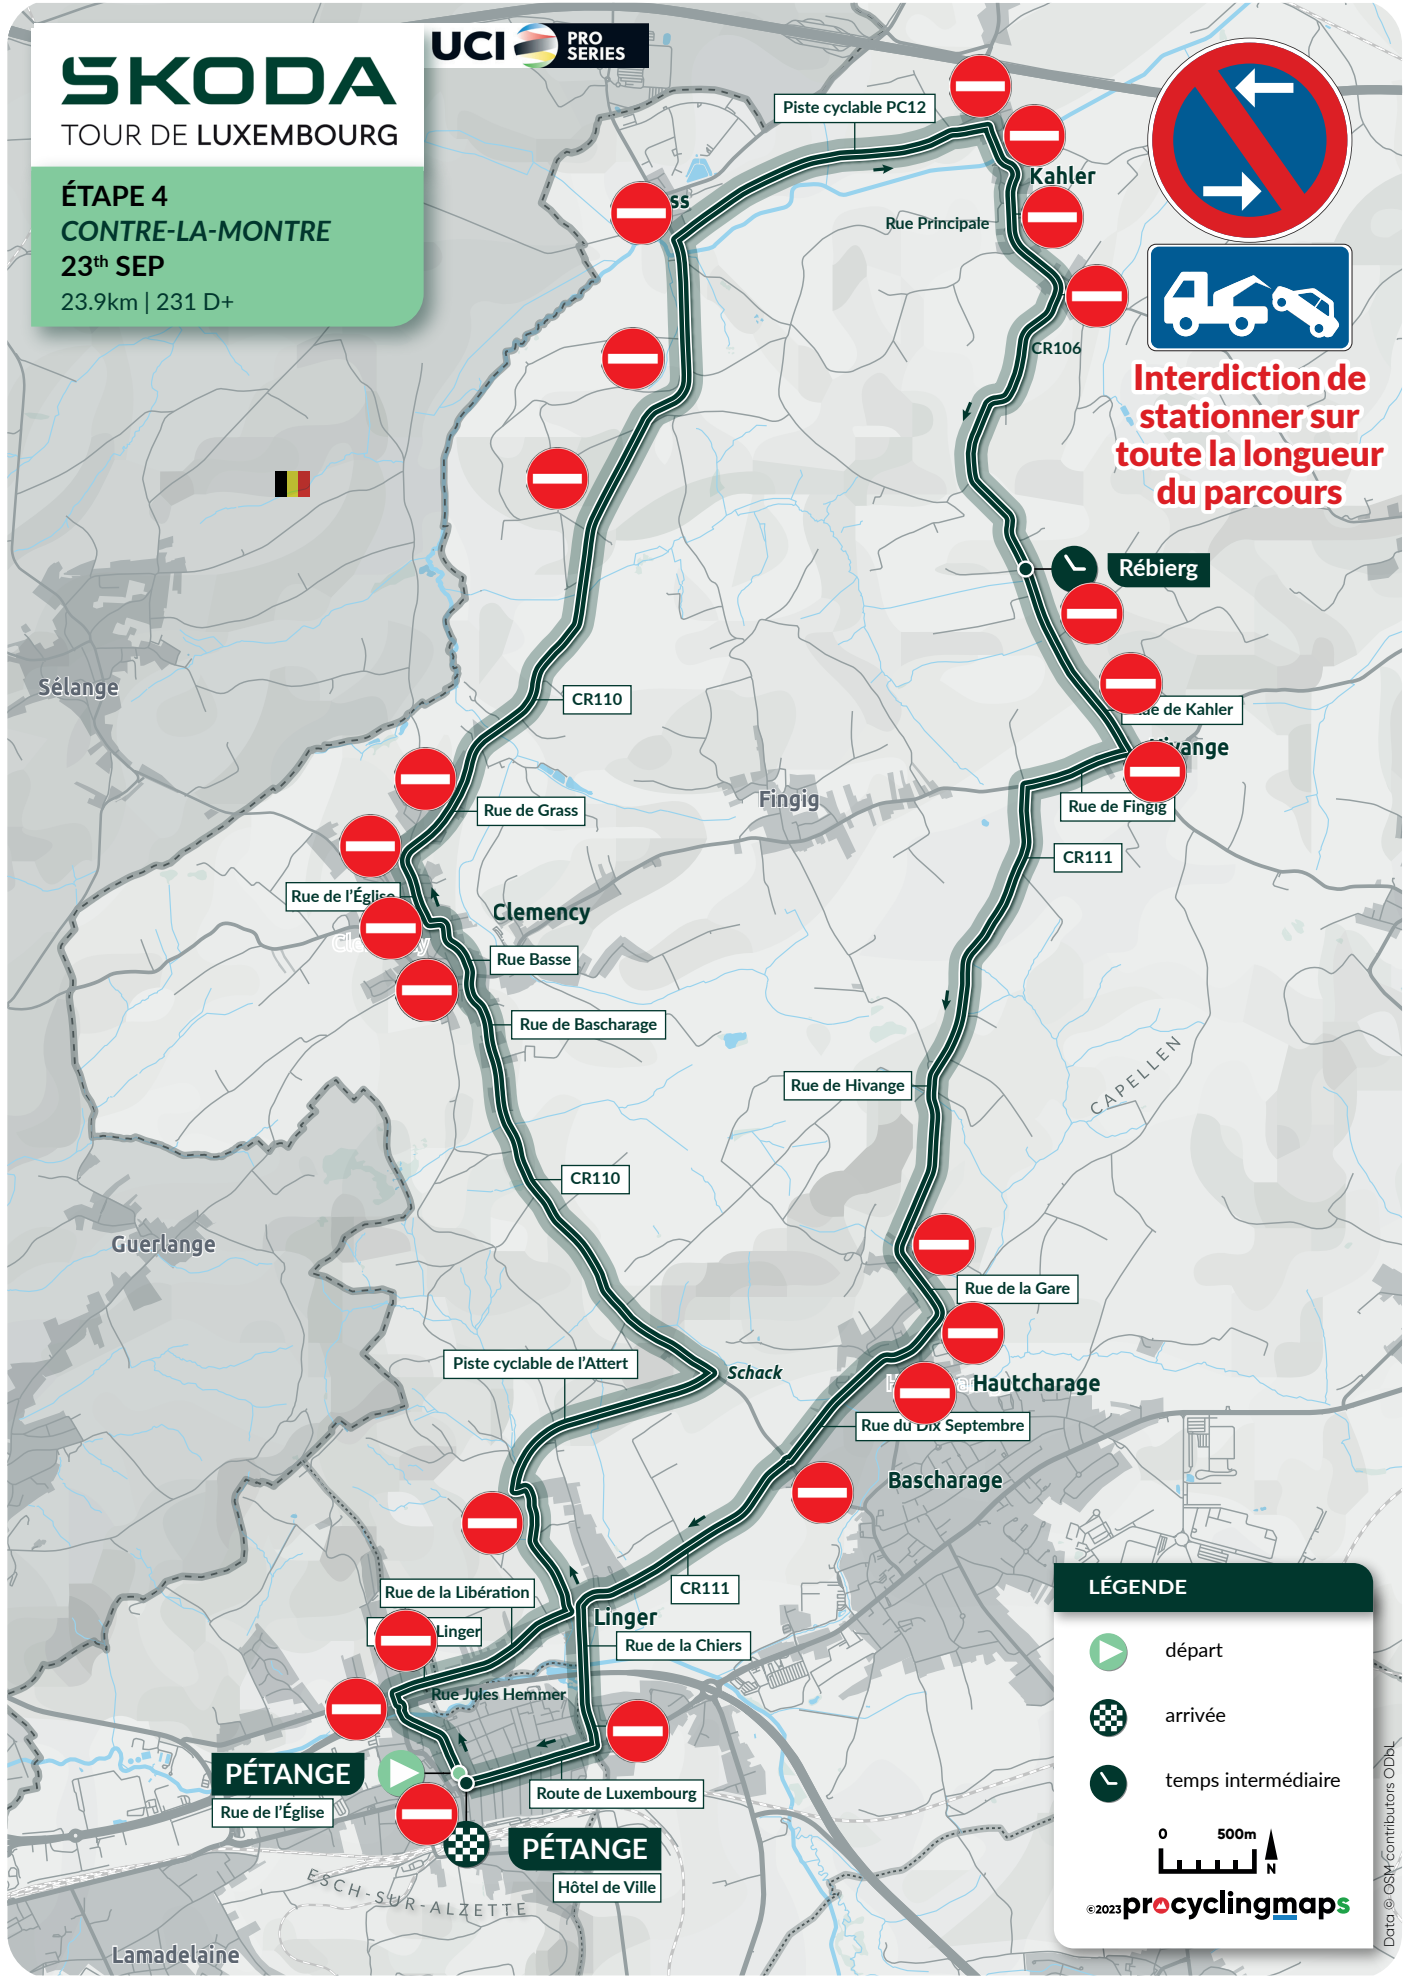 UCI PRO SERIES
SKODA
TOUR DE LUXEMBOURG
ÉTAPE 4
CONTRE-LA-MONTRE
23th SEP
23.9km | 231 D+
Piste cyclable PC12
Kahler
Rue Principale
CR106
Interdiction de
stationner sur
toute la longueur
du parcours
Rébierg
Sélange
CR110
de Kahler
Fingig
Rue de Grass
Rue de Fingig
CR111
Rue de l'Église
Clemency
Rue Basse
Rue de Bascharage
CAPELLEN
Rue de Hivange
CR110
Guerlange
Rue de la Gare
Piste cyclable de l'Attert
Schack
Hautcharage
Rue du Dix Septembre
Bascharage
CR111
Rue de la Libération
Linger
Linger
Rue de la Chiers
Rue Jules Hemmer
PÉTANGE
Rue de l'Église
Route de Luxembourg
PÉTANGE
Hôtel de Ville
ESCH-SUR-ALZETTE
Lamadelaine
LÉGENDE
départ
arrivée
temps intermédiaire
0 500m
N
©2023 procyclingmaps
Data © OSM contributors ODbL